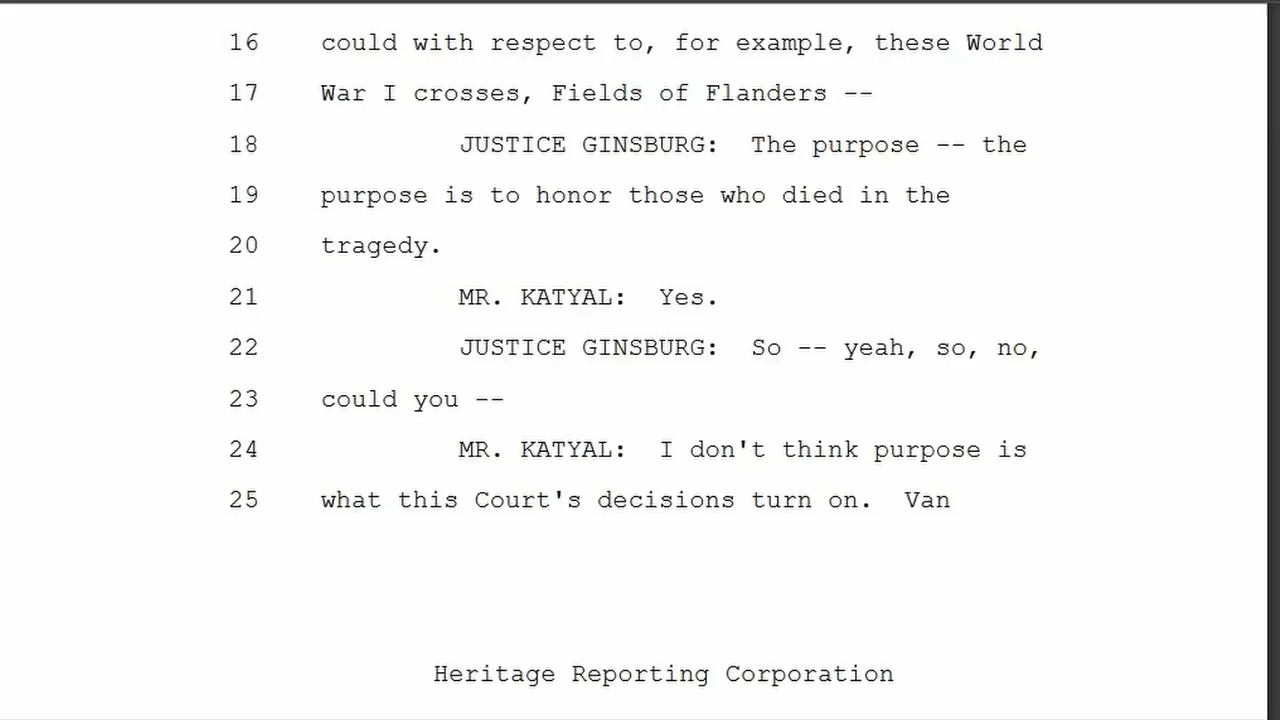 16 could with respect to, for example, these World
17 War I crosses, Fields of Flanders --
18 JUSTICE GINSBURG: The purpose -- the
19 purpose is to honor those who died in the
20 tragedy.
21 MR. KATYAL: Yes.
22 JUSTICE GINSBURG: So -- yeah, so, no,
23 could you --
24 MR. KATYAL: I don't think purpose is
25 what this Court's decisions turn on. Van
Heritage Reporting Corporation